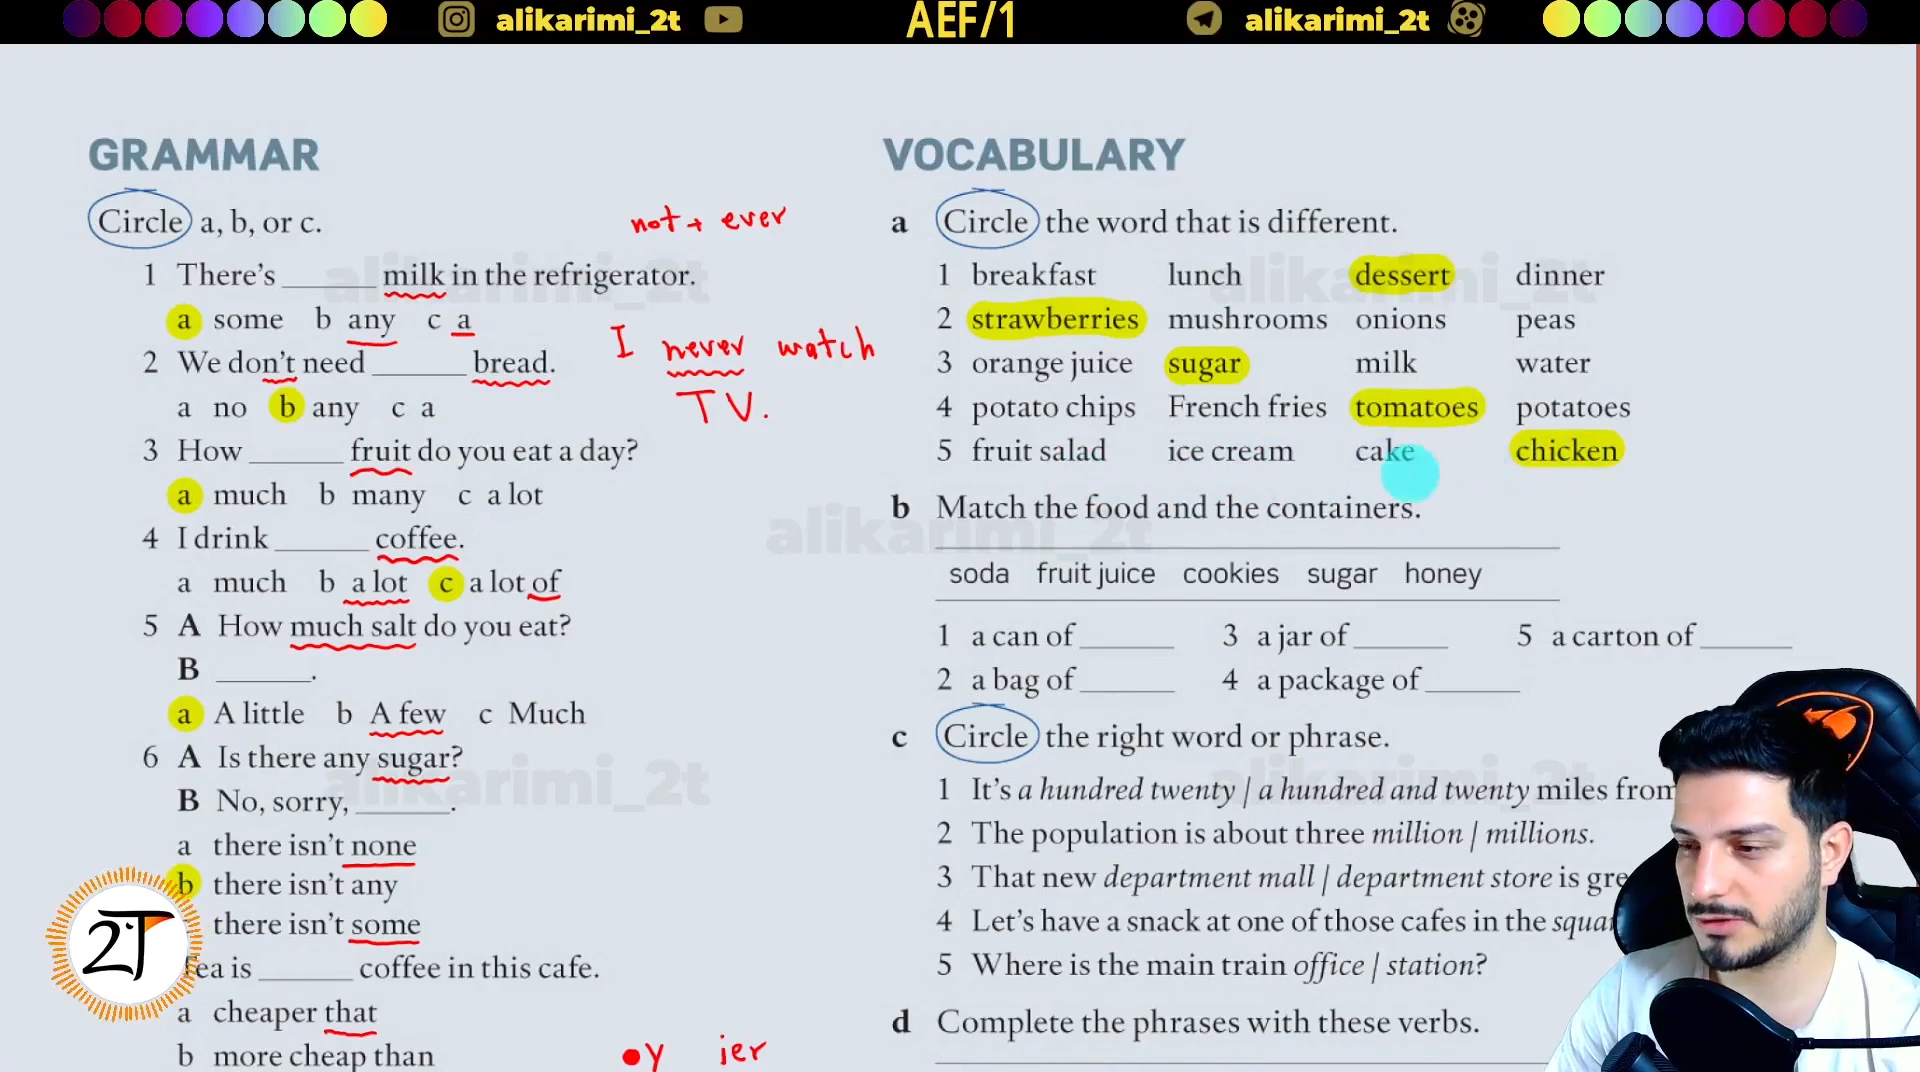 alikarimi_2t
AEF/1
alikarimi_2t
GRAMMAR
Circle a, b, or c.
not + ever
1 There's ______ milk in the refrigerator.
a some b any c a
I never watch
TV.
2 We don't need ______ bread.
a no b any c a
3 How ______ fruit do you eat a day?
a much b many c a lot
4 I drink ______ coffee.
a much b a lot c a lot of
5 A How much salt do you eat?
B ______.
a A little b A few c Much
6 A Is there any sugar?
B No, sorry, ______.
a there isn't none
b there isn't any
there isn't some
ea is ______ coffee in this cafe.
a cheaper that
b more cheap than
y ier
2T
VOCABULARY
a Circle the word that is different.
1 breakfast lunch dessert dinner
2 strawberries mushrooms onions peas
3 orange juice sugar milk water
4 potato chips French fries tomatoes potatoes
5 fruit salad ice cream cake chicken
b Match the food and the containers.
soda fruit juice cookies sugar honey
1 a can of ______ 3 a jar of ______ 5 a carton of ______
2 a bag of ______ 4 a package of ______
c Circle the right word or phrase.
1 It's a hundred twenty | a hundred and twenty miles from
2 The population is about three million | millions.
3 That new department mall | department store is gre
4 Let's have a snack at one of those cafes in the squar
5 Where is the main train office | station?
d Complete the phrases with these verbs.
alikarimi_2t
alikarimi_2t
alikarimi_2t
alikarimi_2t
alikarimi_2t